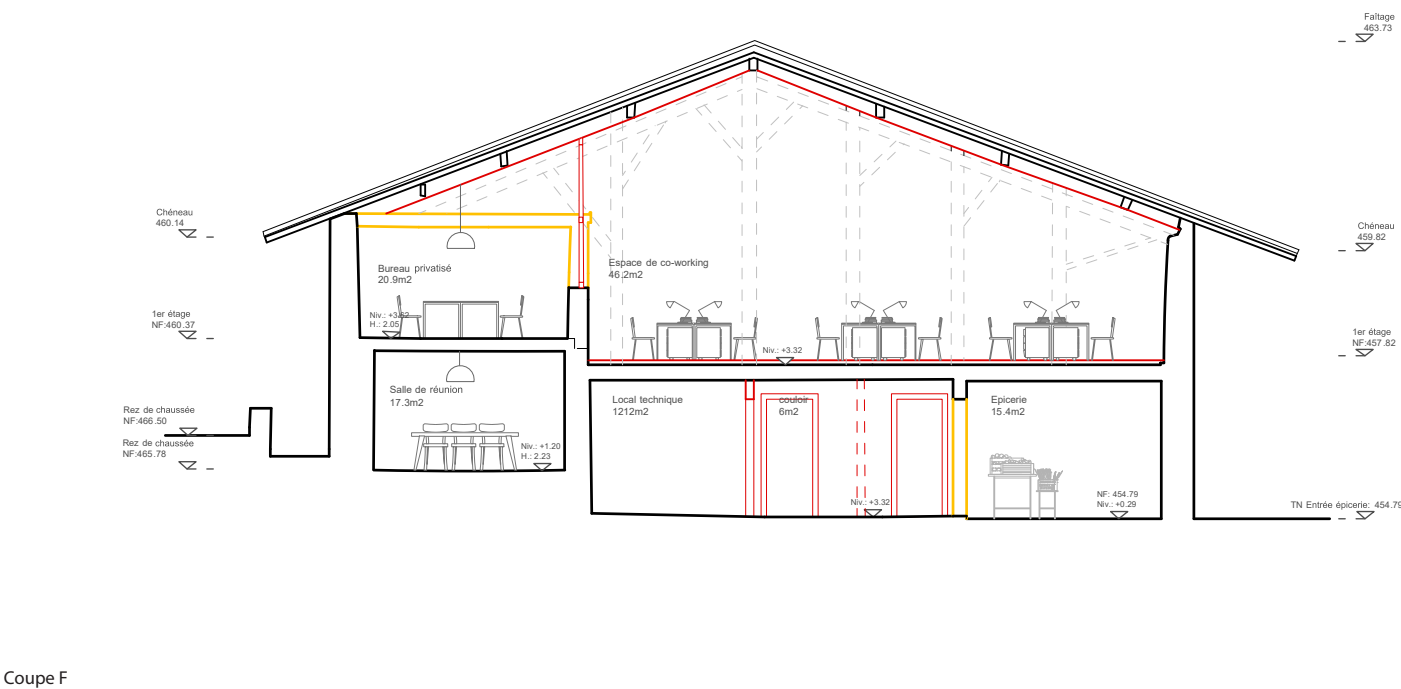 Faîtage
463.73
Chéneau
460.14
Chéneau
459.82
Bureau privatisé
20.9m2
Espace de co-working
46.2m2
1er étage
NF:460.37
Niv.: +3.62
H.: 2.05
Niv.: +3.32
1er étage
NF:457.82
Salle de réunion
17.3m2
Local technique
1212m2
couloir
6m2
Epicerie
15.4m2
Rez de chaussée
NF:466.50
Rez de chaussée
NF:465.78
Niv.: +1.20
H.: 2.23
Niv.: +3.32
NF: 454.79
Niv.: +0.29
TN Entrée épicerie: 454.79
Coupe F